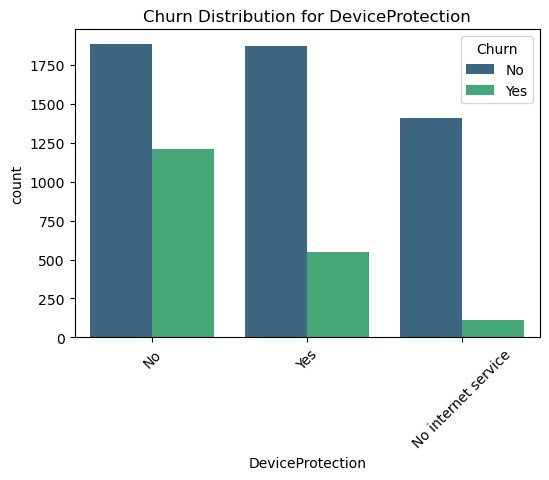 Churn Distribution for DeviceProtection
Churn
No
Yes
count
1750
1500
1250
1000
750
500
250
0
No
Yes
No internet service
DeviceProtection